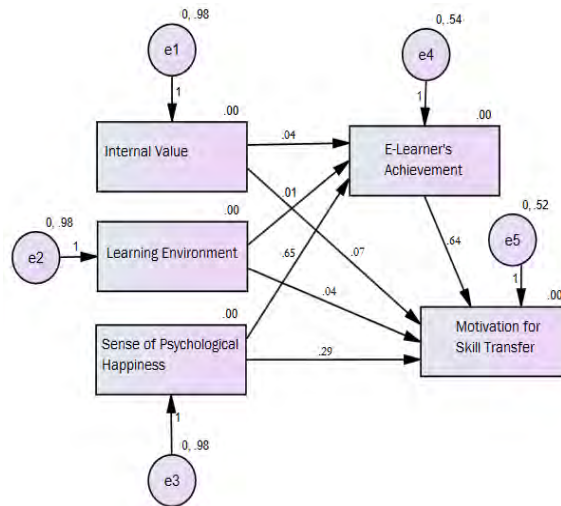 0, .98
e1
1
0, .54
e4
1
.00
Internal Value
.04
.00
E-Learner's
Achievement
.01
.07
.65
0, .98
e2
1
.00
Learning Environment
.04
.64
0, .52
e5
1
.00
Motivation for
Skill Transfer
.00
Sense of Psychological
Happiness
.29
1
0, .98
e3